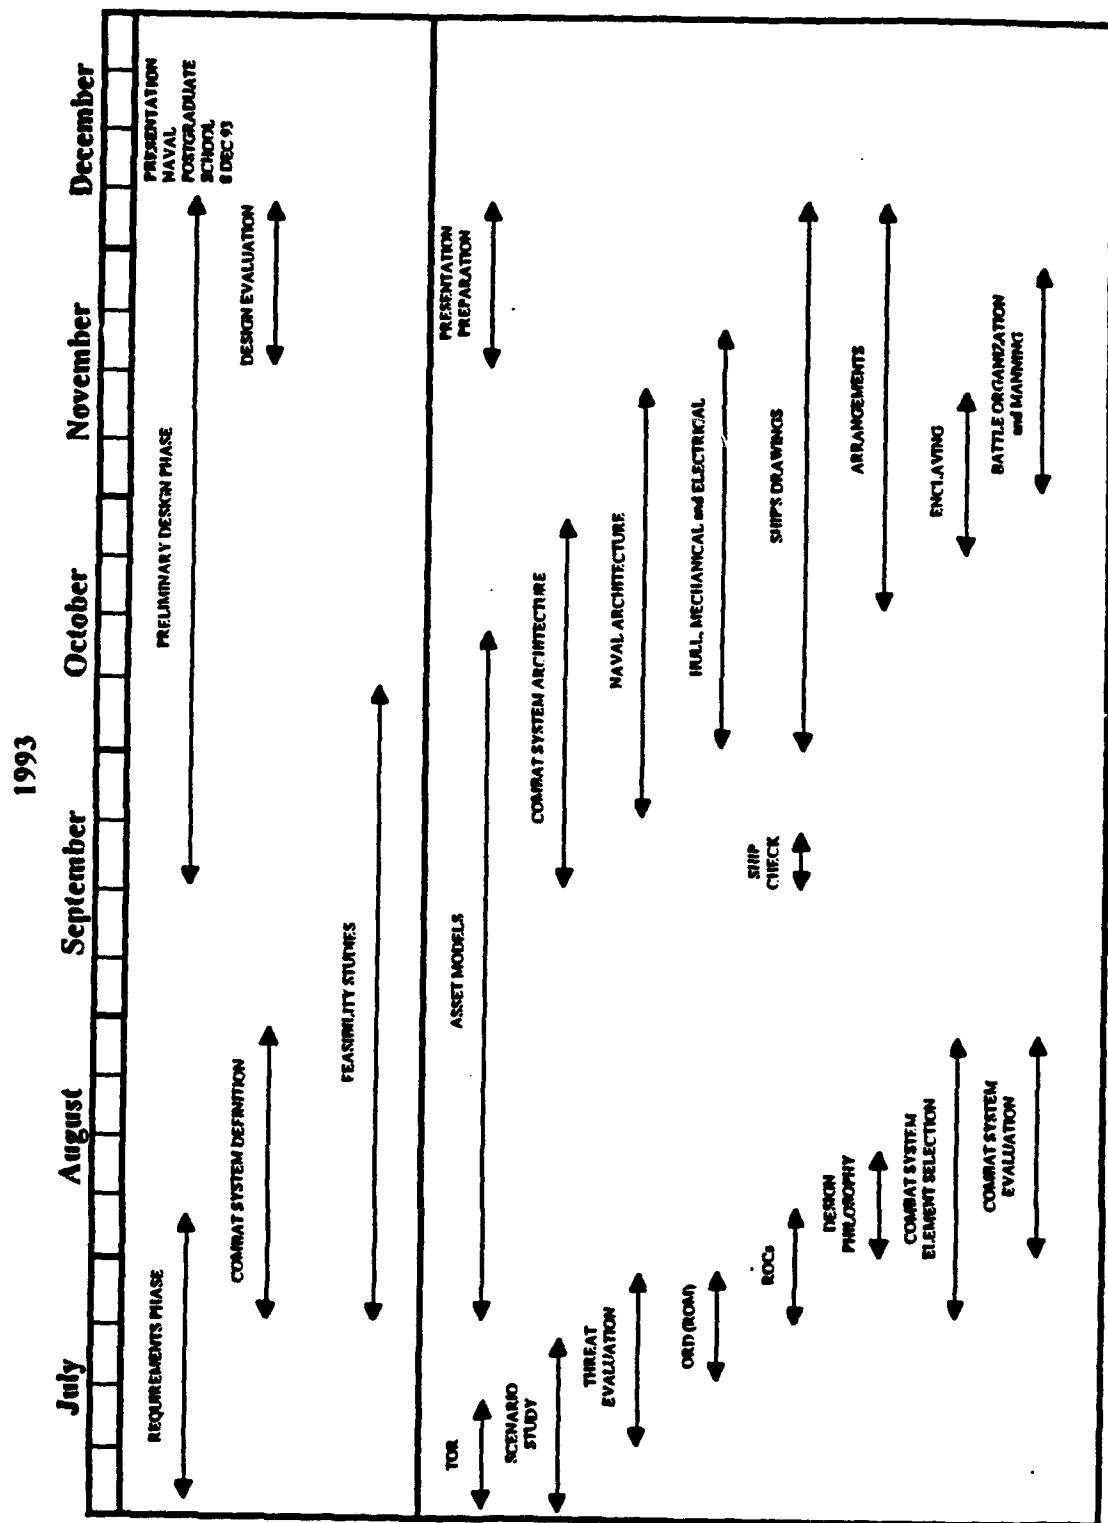 1993
July
August
September
October
November
December
REQUIREMENTS PHASE
PRELIMINARY DESIGN PHASE
PRESENTATION
NAVAL
POSTGRADUATE
SCHOOL
8 DEC 93
COMBAT SYSTEM DEFINITION
DESIGN EVALUATION
FEASIBILITY STUDIES
TOR
ASSET MODELS
PRESENTATION
PREPARATION
SCENARIO
STUDY
COMBAT SYSTEM ARCHITECTURE
THREAT
EVALUATION
NAVAL ARCHITECTURE
ORD (ROM)
HULL, MECHANICAL and ELECTRICAL
ROCs
SHIP
CHECK
SHIPS DRAWINGS
DESIGN
PHILOSOPHY
ARRANGEMENTS
COMBAT SYSTEM
ELEMENT SELECTION
ENCLAVING
COMBAT SYSTEM
EVALUATION
BATTLE ORGANIZATION
and MANNING